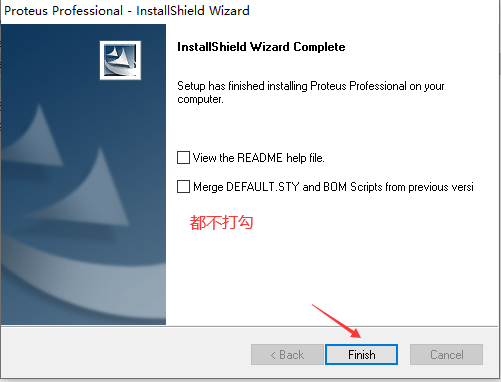 Proteus Professional - InstallShield Wizard
InstallShield Wizard Complete
Setup has finished installing Proteus Professional on your
computer.
View the README help file.
Merge DEFAULT.STY and BOM Scripts from previous versi
都不打勾
< Back
Finish
Cancel